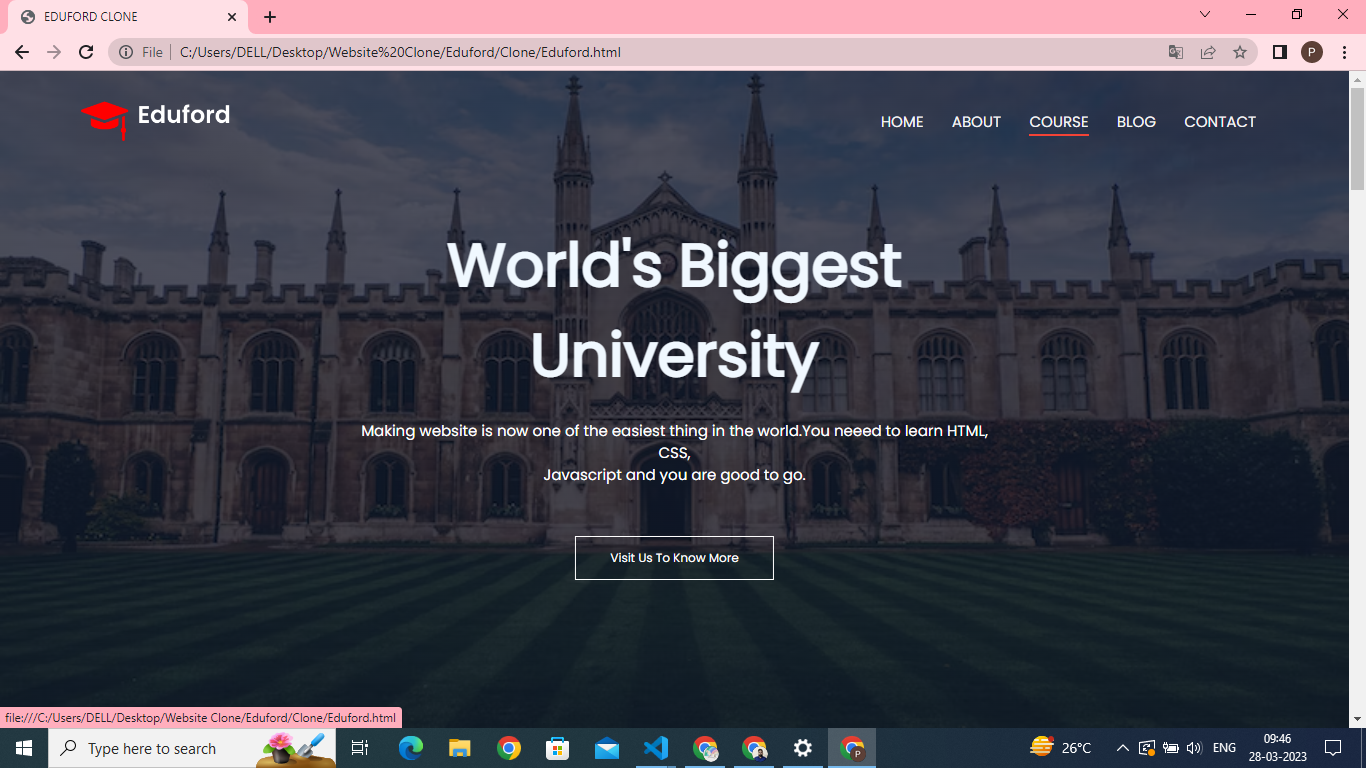 EDUFORD CLONE
File
C:/Users/DELL/Desktop/Website%20Clone/Eduford/Clone/Eduford.html
P
Eduford
HOME ABOUT COURSE BLOG CONTACT
World's Biggest
University
Making website is now one of the easiest thing in the world.You neeed to learn HTML,
CSS,
Javascript and you are good to go.
Visit Us To Know More
file:///C:/Users/DELL/Desktop/Website Clone/Eduford/Clone/Eduford.html
Type here to search
P
26°C
ENG
09:46
28-03-2023